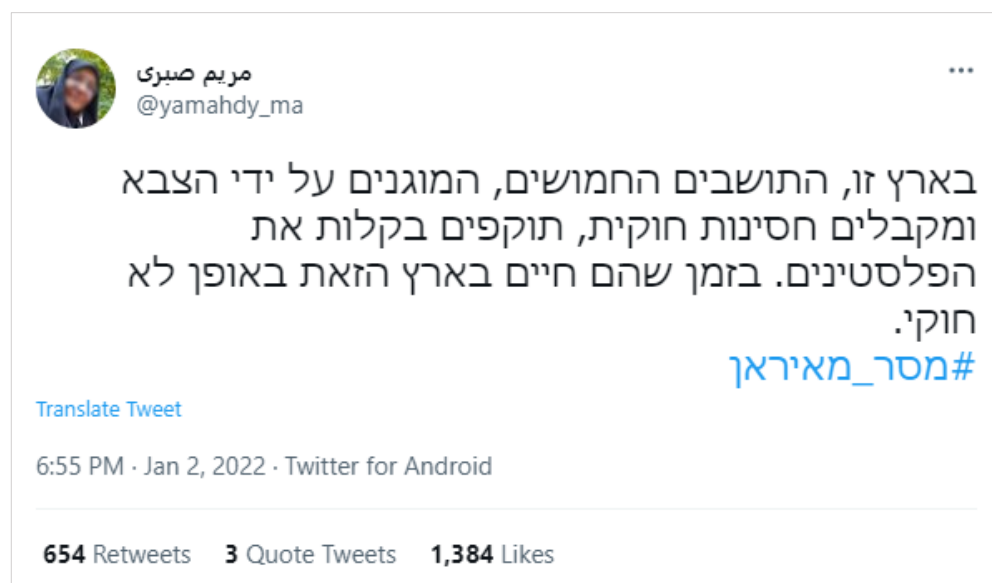 مریم صبری
@yamahdy_ma
בארץ זו, התושבים החמושים, המוגנים על ידי הצבא
ומקבלים חסינות חוקית, תוקפים בקלות את
הפלסטינים. בזמן שהם חיים בארץ הזאת באופן לא
חוקי.
#מסר_מאיראן
Translate Tweet
6:55 PM · Jan 2, 2022 · Twitter for Android
654 Retweets 3 Quote Tweets 1,384 Likes